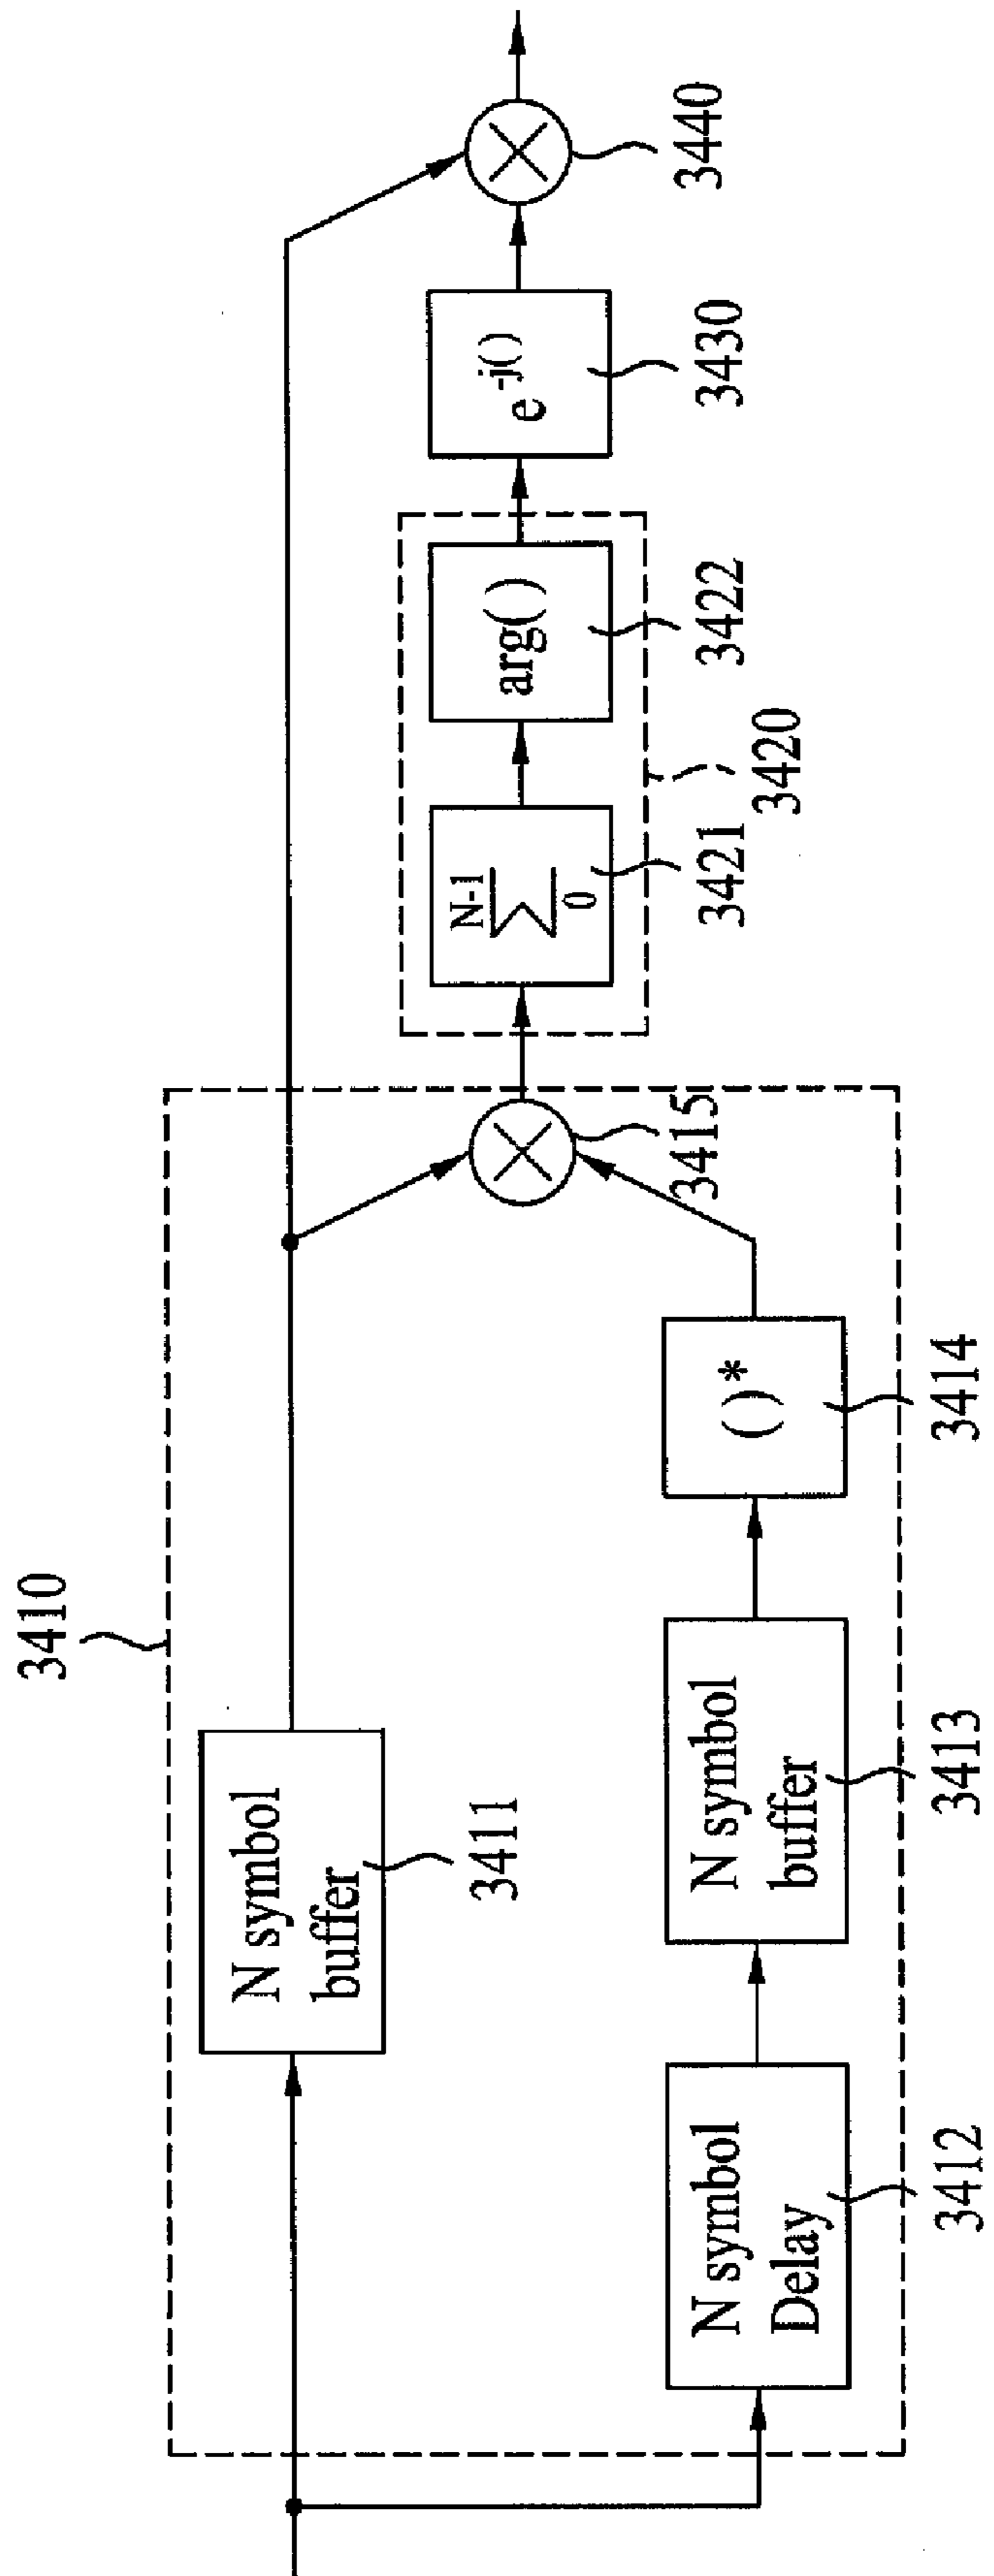 3410
N symbol
buffer
3411
N symbol
Delay
3412
N symbol
buffer
3413
( )*
3414
3415
N-1
∑
0
3421
arg( )
3422
3420
e^-j()
3430
3440